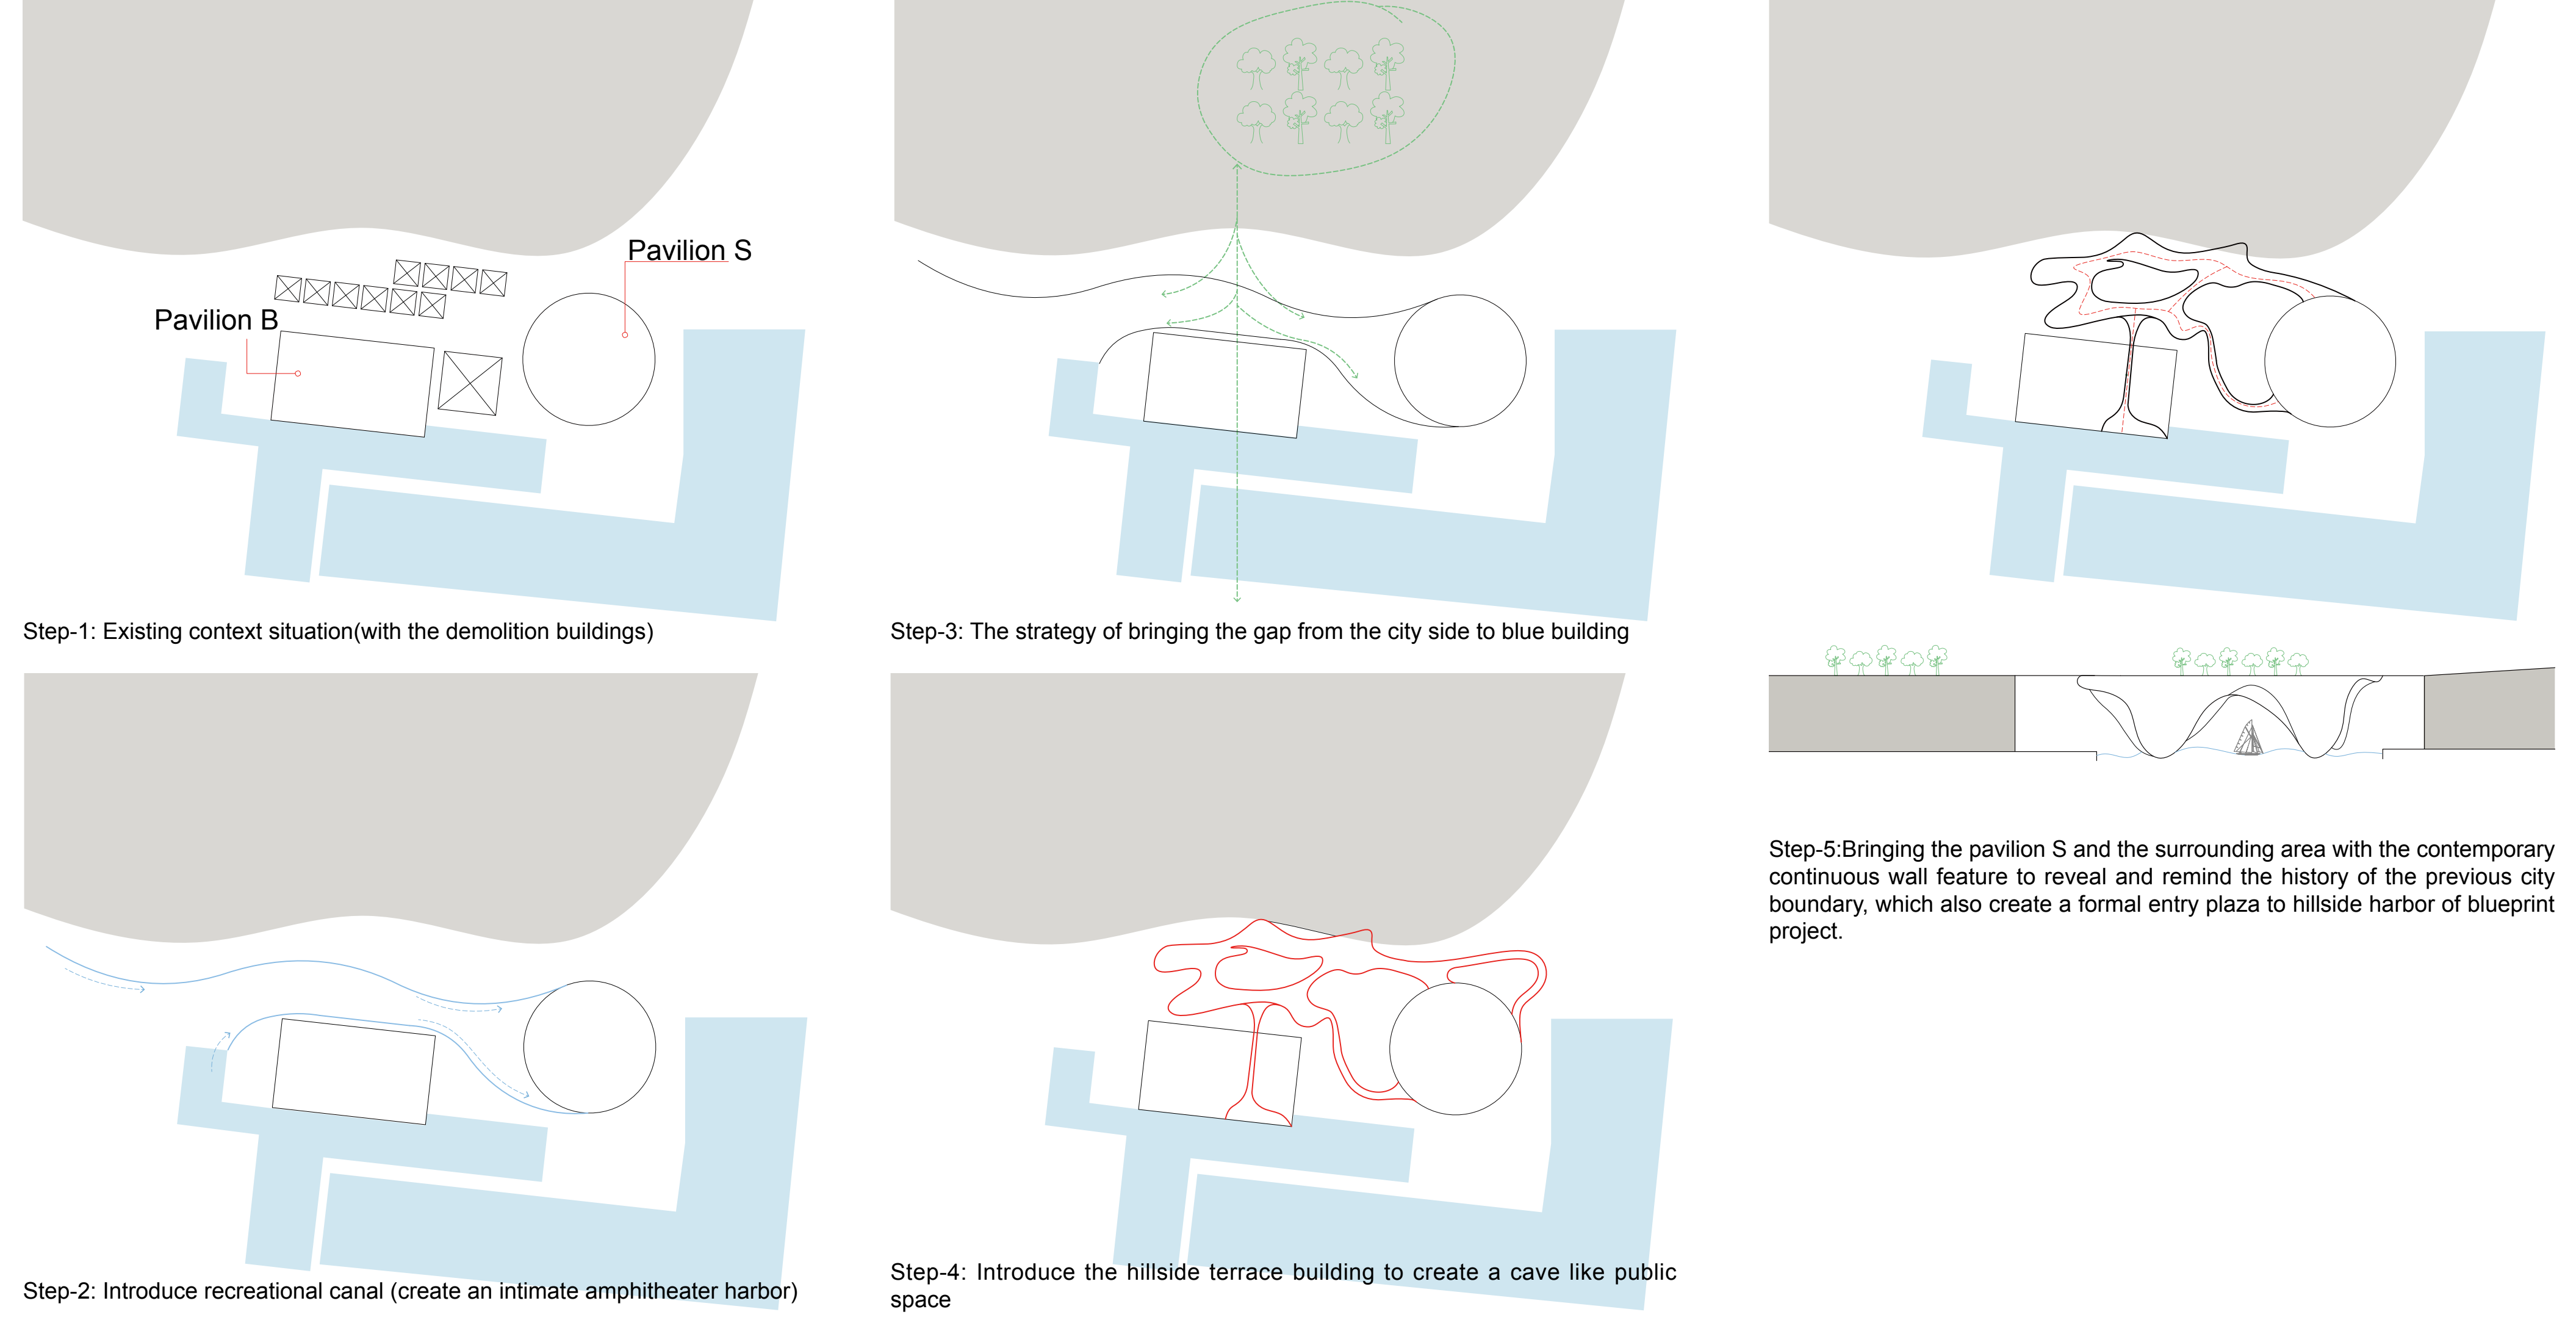 Pavilion S
Pavilion B
Step-1: Existing context situation(with the demolition buildings)
Step-2: Introduce recreational canal (create an intimate amphitheater harbor)
Step-3: The strategy of bringing the gap from the city side to blue building
Step-4: Introduce the hillside terrace building to create a cave like public
space
Step-5:Bringing the pavilion S and the surrounding area with the contemporary
continuous wall feature to reveal and remind the history of the previous city
boundary, which also create a formal entry plaza to hillside harbor of blueprint
project.